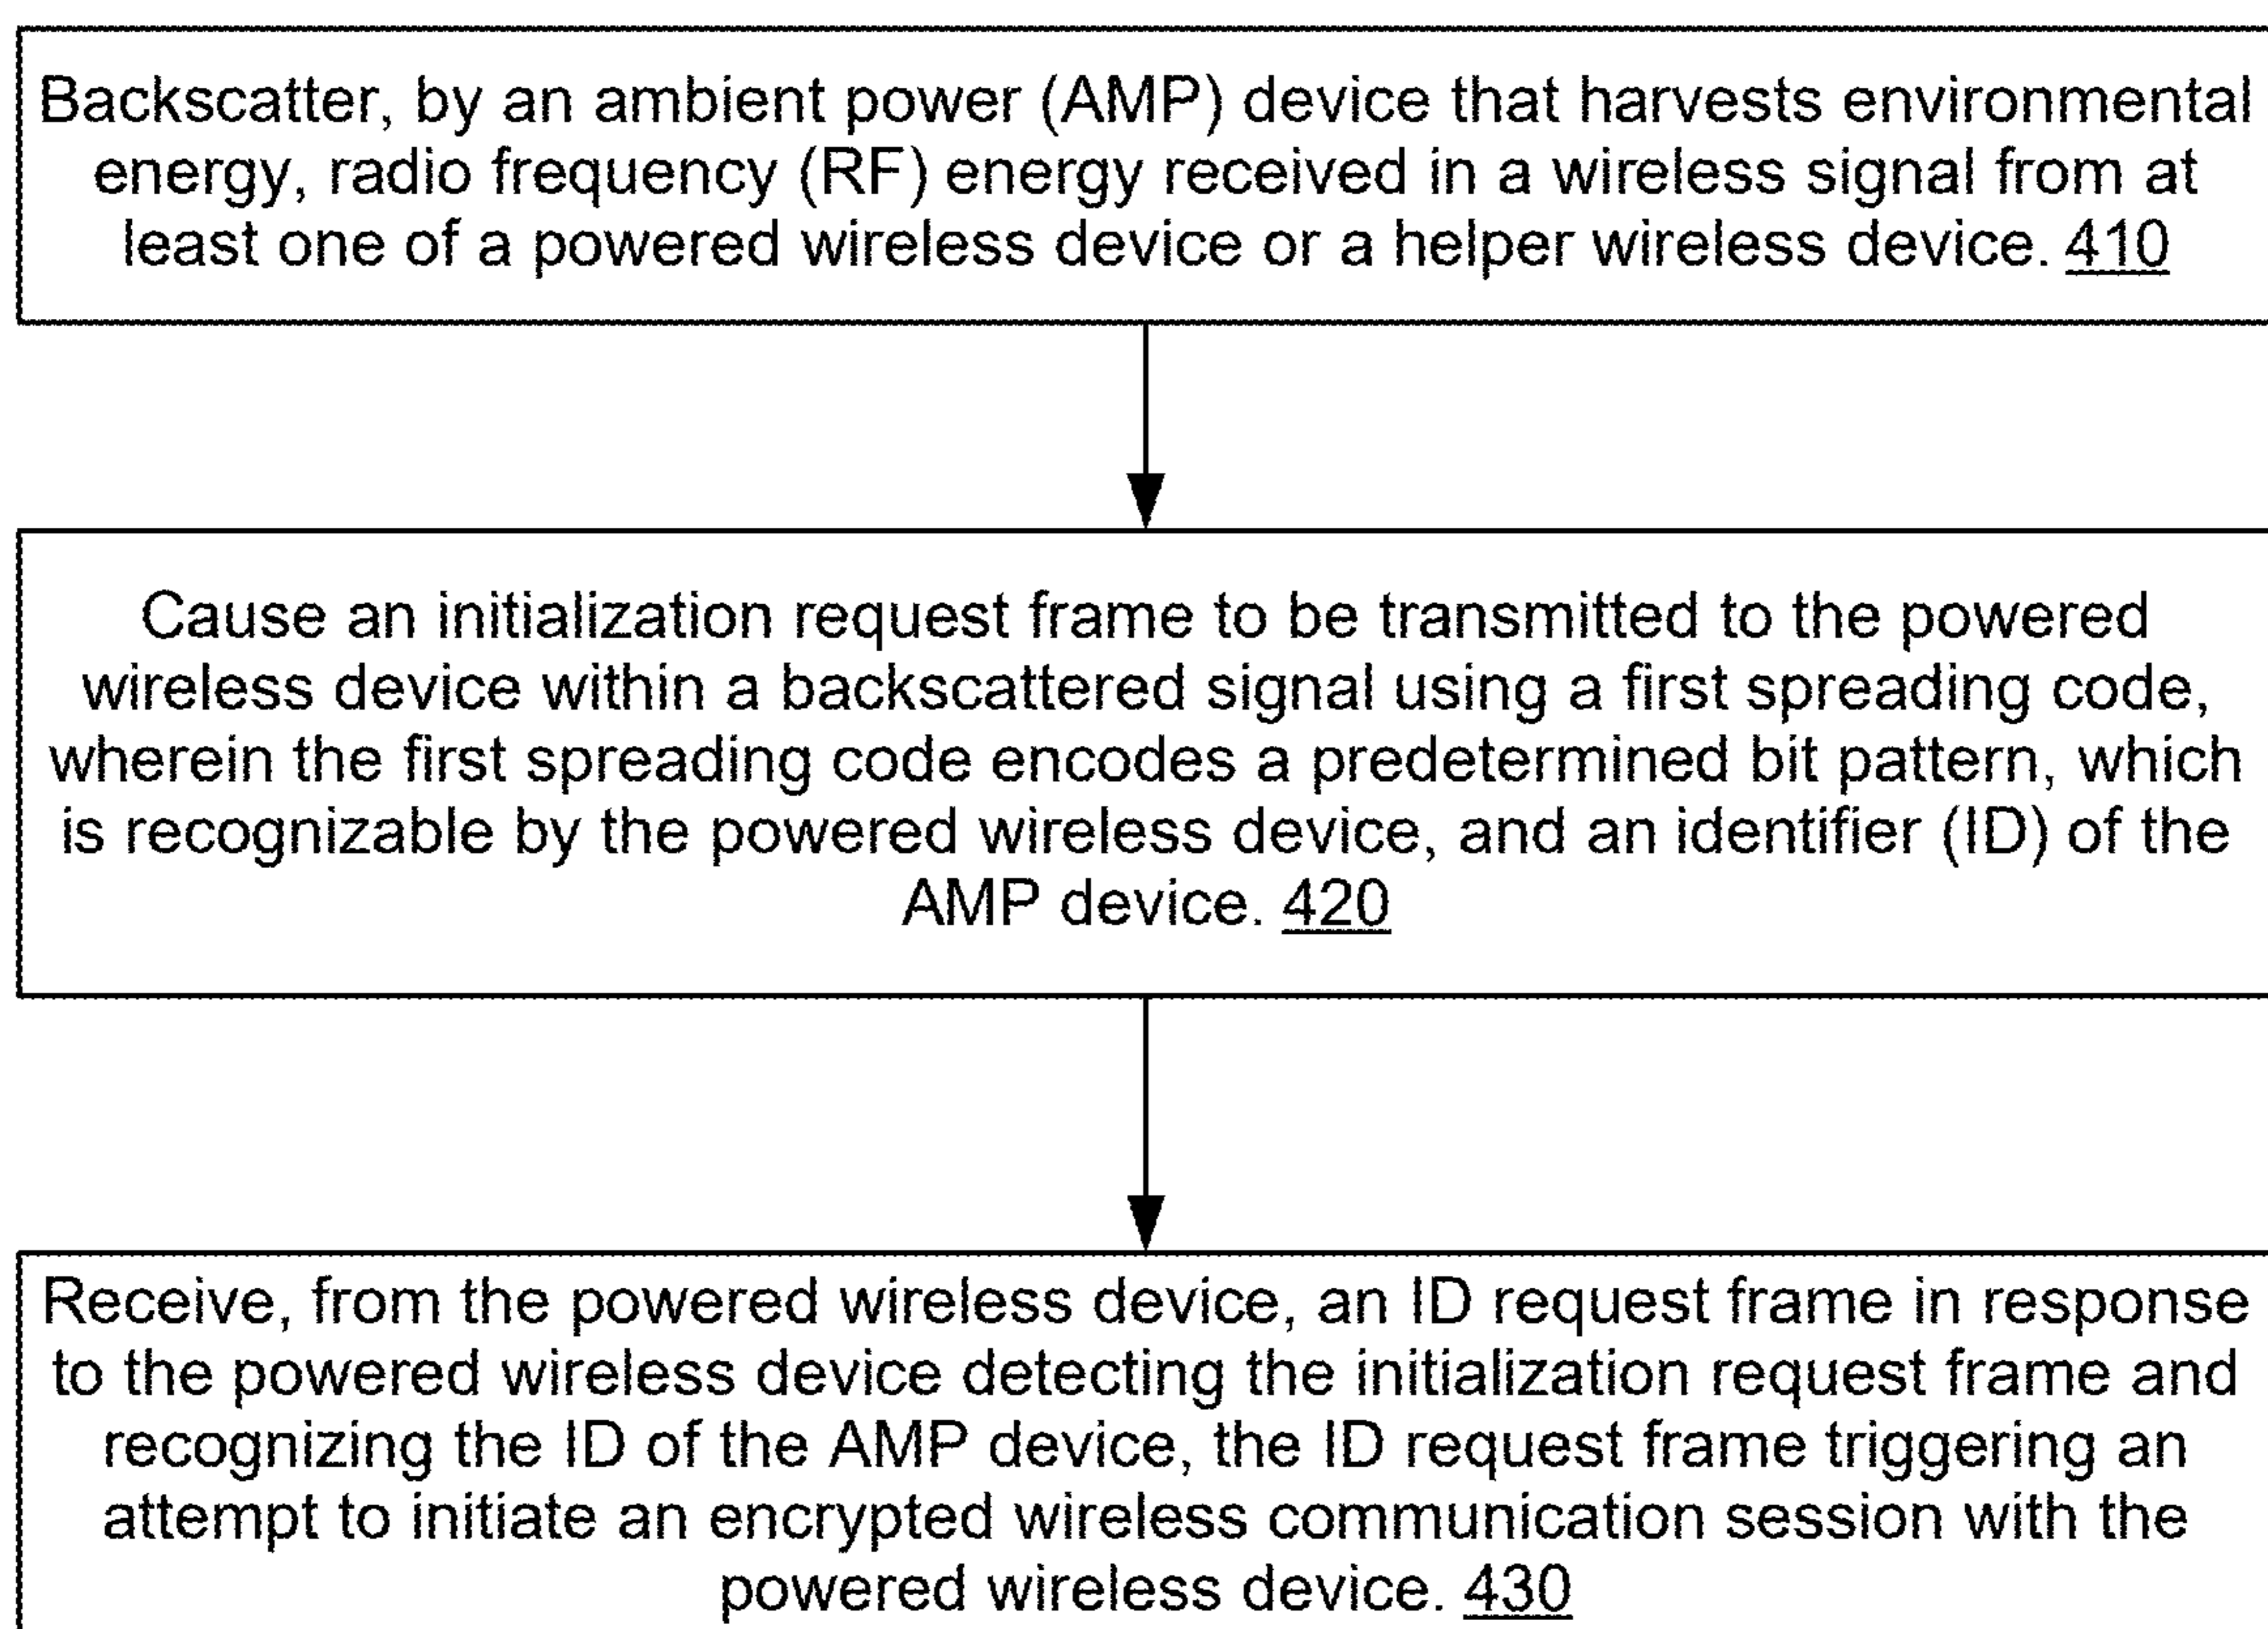 Backscatter, by an ambient power (AMP) device that harvests environmental
energy, radio frequency (RF) energy received in a wireless signal from at
least one of a powered wireless device or a helper wireless device. 410
Cause an initialization request frame to be transmitted to the powered
wireless device within a backscattered signal using a first spreading code,
wherein the first spreading code encodes a predetermined bit pattern, which
is recognizable by the powered wireless device, and an identifier (ID) of the
AMP device. 420
Receive, from the powered wireless device, an ID request frame in response
to the powered wireless device detecting the initialization request frame and
recognizing the ID of the AMP device, the ID request frame triggering an
attempt to initiate an encrypted wireless communication session with the
powered wireless device. 430